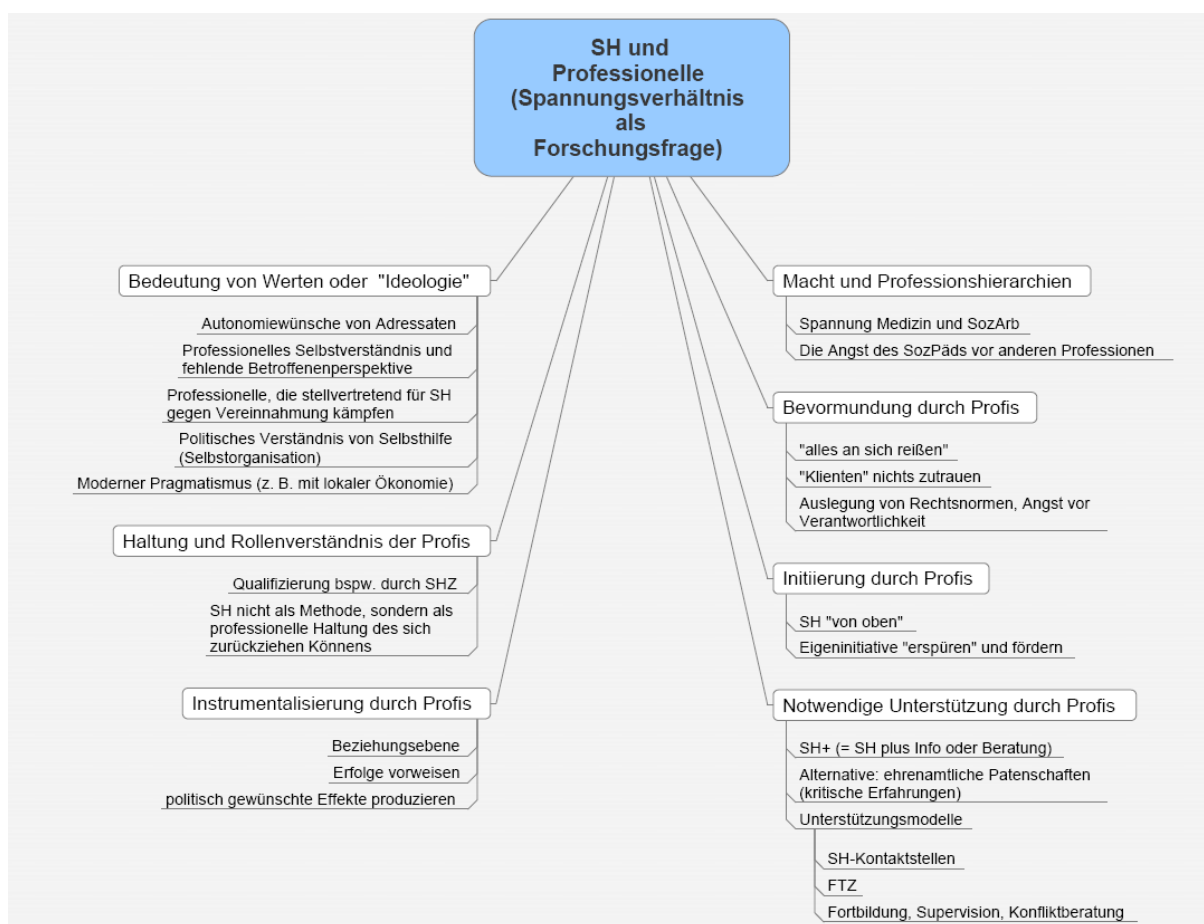 SH und
Professionelle
(Spannungsverhältnis
als
Forschungsfrage)
Bedeutung von Werten oder "Ideologie"
Autonomiewünsche von Adressaten
Professionelles Selbstverständnis und
fehlende Betroffenenperspektive
Professionelle, die stellvertretend für SH
gegen Vereinnahmung kämpfen
Politisches Verständnis von Selbsthilfe
(Selbstorganisation)
Moderner Pragmatismus (z. B. mit lokaler Ökonomie)
Haltung und Rollenverständnis der Profis
Qualifizierung bspw. durch SHZ
SH nicht als Methode, sondern als
professionelle Haltung des sich
zurückziehen Könnens
Instrumentalisierung durch Profis
Beziehungsebene
Erfolge vorweisen
politisch gewünschte Effekte produzieren
Macht und Professionshierarchien
Spannung Medizin und SozArb
Die Angst des SozPäds vor anderen Professionen
Bevormundung durch Profis
"alles an sich reißen"
"Klienten" nichts zutrauen
Auslegung von Rechtsnormen, Angst vor
Verantwortlichkeit
Initiierung durch Profis
SH "von oben"
Eigeninitiative "erspüren" und fördern
Notwendige Unterstützung durch Profis
SH+ (= SH plus Info oder Beratung)
Alternative: ehrenamtliche Patenschaften
(kritische Erfahrungen)
Unterstützungsmodelle
SH-Kontaktstellen
FTZ
Fortbildung, Supervision, Konfliktberatung